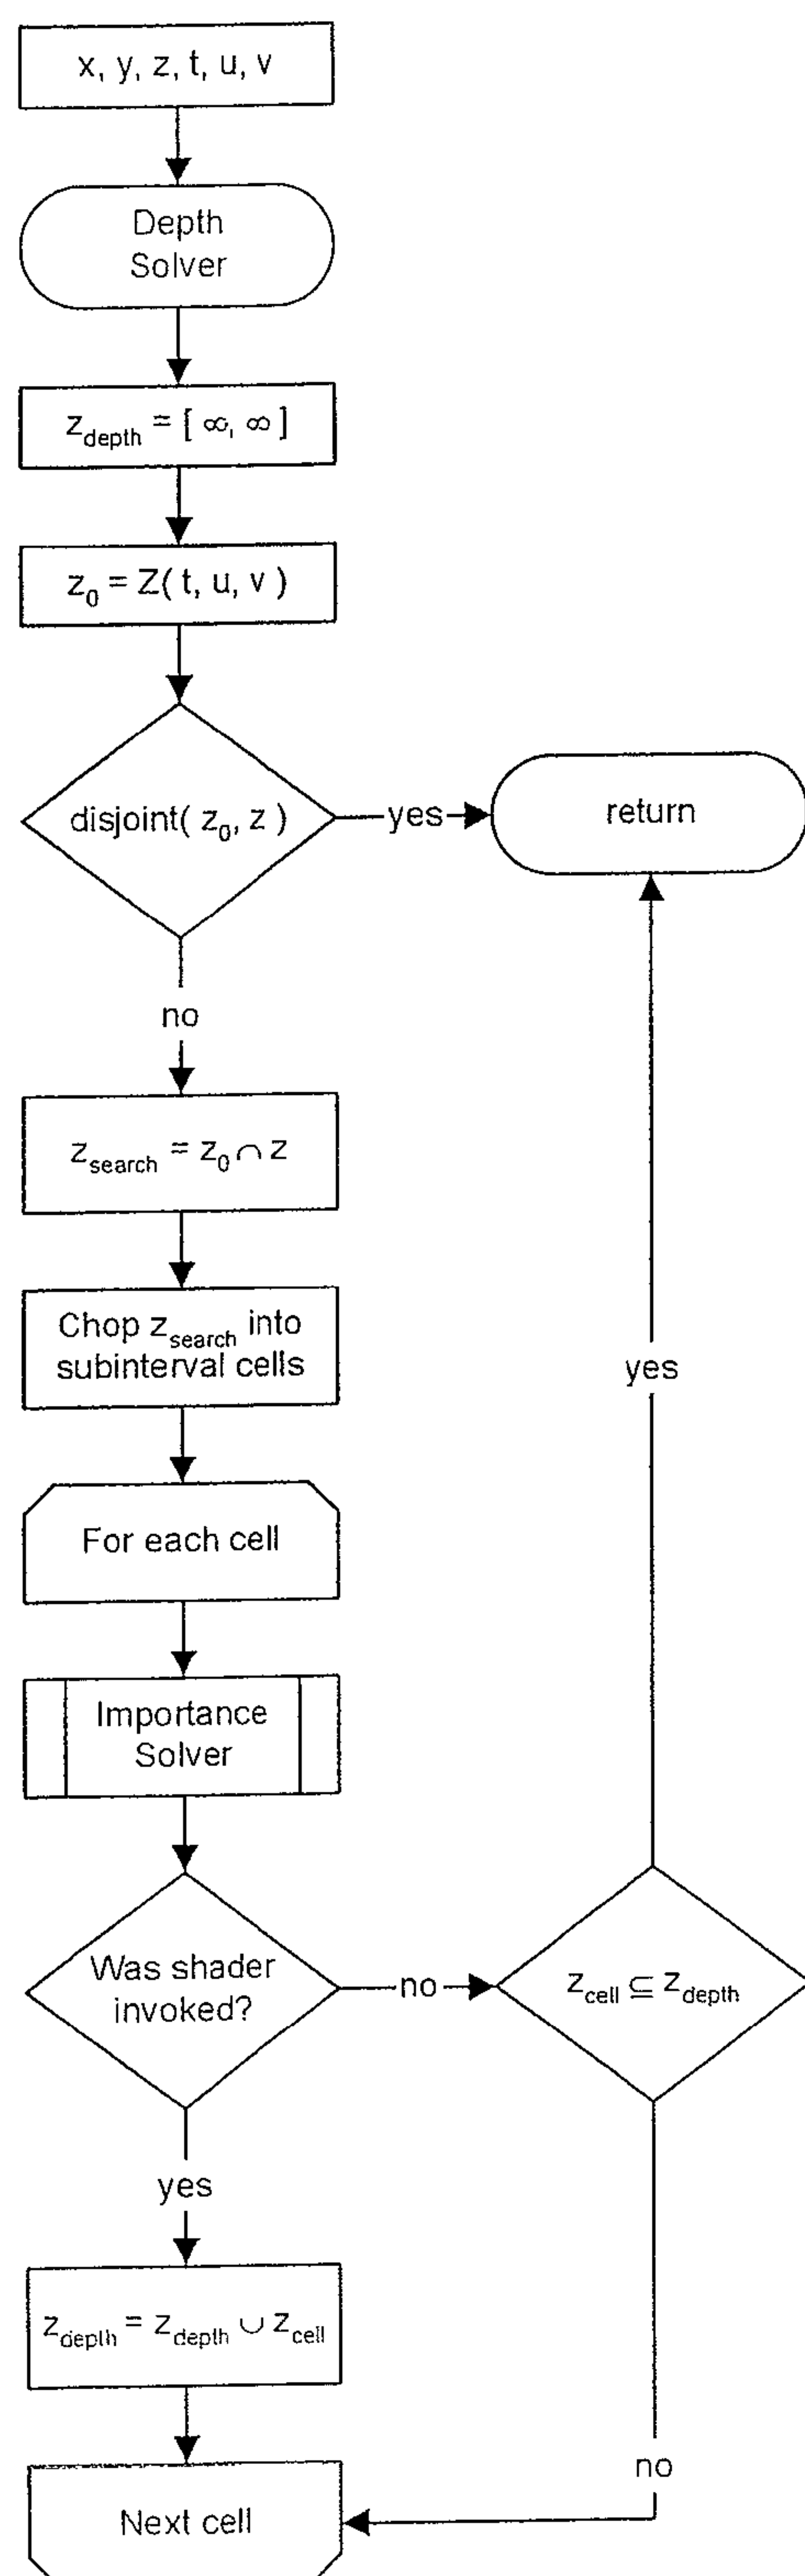 x, y, z, t, u, v
Depth
Solver
z_depth = [ ∞, ∞ ]
z_0 = Z( t, u, v )
disjoint( z_0, z )
yes
return
no
z_search = z_0 ∩ z
Chop z_search into
subinterval cells
yes
For each cell
Importance
Solver
Was shader
invoked?
no
z_cell ⊆ z_depth
yes
z_depth = z_depth ∪ z_cell
no
Next cell